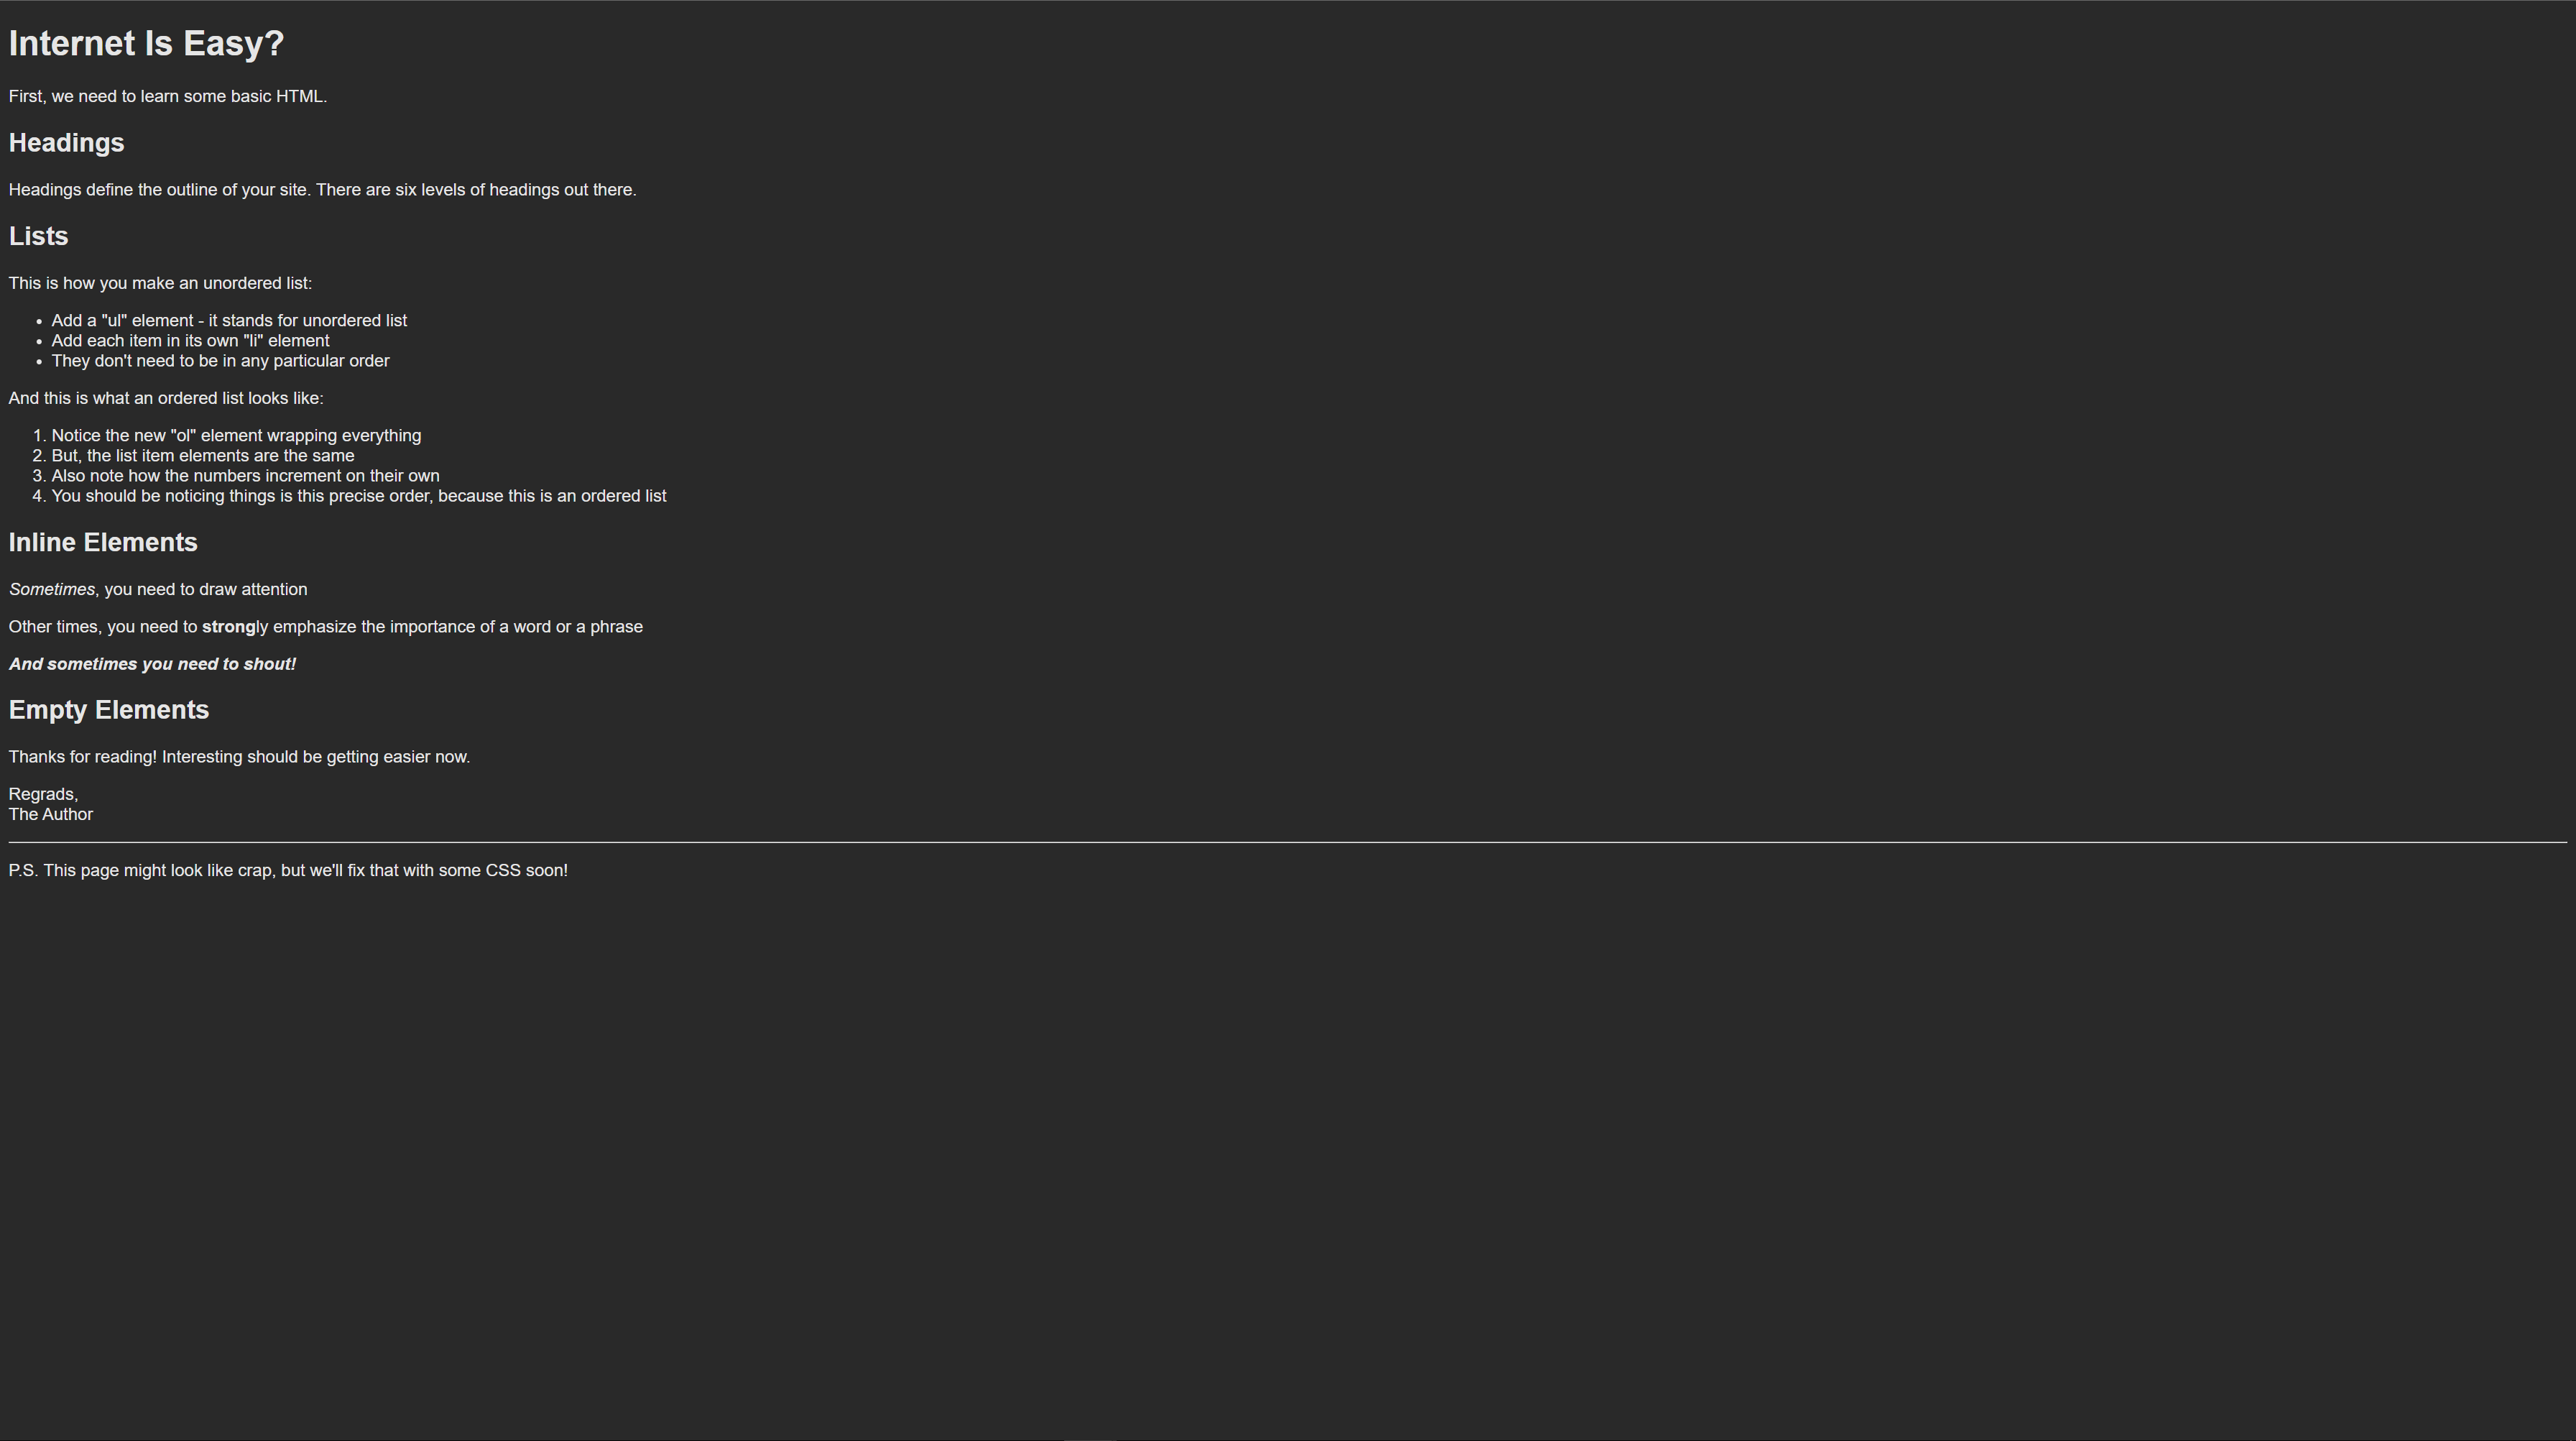 Internet Is Easy?
First, we need to learn some basic HTML.
Headings
Headings define the outline of your site. There are six levels of headings out there.
Lists
This is how you make an unordered list:
• Add a "ul" element - it stands for unordered list
• Add each item in its own "li" element
• They don't need to be in any particular order
And this is what an ordered list looks like:
1. Notice the new "ol" element wrapping everything
2. But, the list item elements are the same
3. Also note how the numbers increment on their own
4. You should be noticing things is this precise order, because this is an ordered list
Inline Elements
Sometimes, you need to draw attention
Other times, you need to strongly emphasize the importance of a word or a phrase
And sometimes you need to shout!
Empty Elements
Thanks for reading! Interesting should be getting easier now.
Regrads,
The Author
P.S. This page might look like crap, but we'll fix that with some CSS soon!